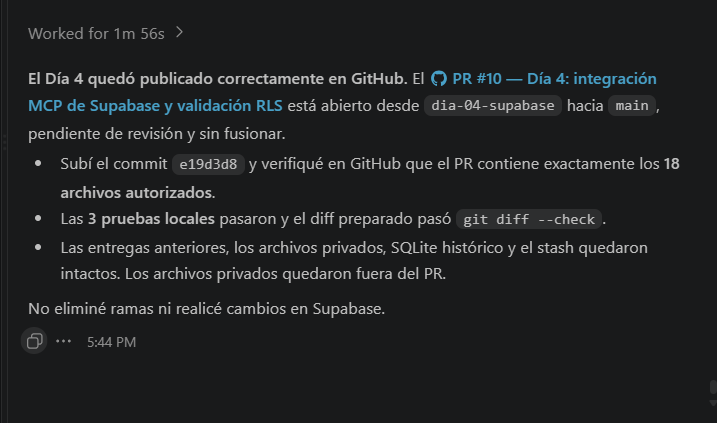 Worked for 1m 56s >
El Día 4 quedó publicado correctamente en GitHub. El PR #10 — Día 4: integración
MCP de Supabase y validación RLS está abierto desde dia-04-supabase hacia main,
pendiente de revisión y sin fusionar.
• Subí el commit e19d3d8 y verifiqué en GitHub que el PR contiene exactamente los 18
archivos autorizados.
• Las 3 pruebas locales pasaron y el diff preparado pasó git diff --check.
• Las entregas anteriores, los archivos privados, SQLite histórico y el stash quedaron
intactos. Los archivos privados quedaron fuera del PR.
No eliminé ramas ni realicé cambios en Supabase.
5:44 PM